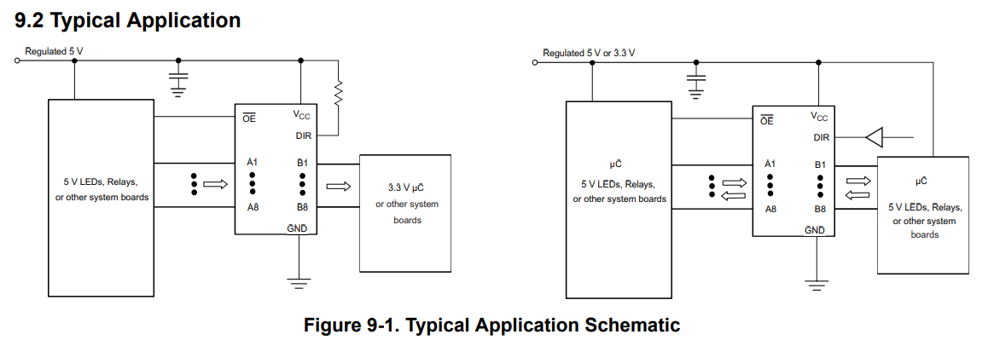 9.2 Typical Application
Regulated 5 V
OE
VCC
DIR
A1
B1
5 V LEDs, Relays,
or other system boards
3.3 V µC
or other system
boards
A8
B8
GND
Regulated 5 V or 3.3 V
OE
VCC
DIR
µC
5 V LEDs, Relays,
or other system boards
A1
B1
A8
B8
GND
µC
5 V LEDs, Relays,
or other system
boards
Figure 9-1. Typical Application Schematic